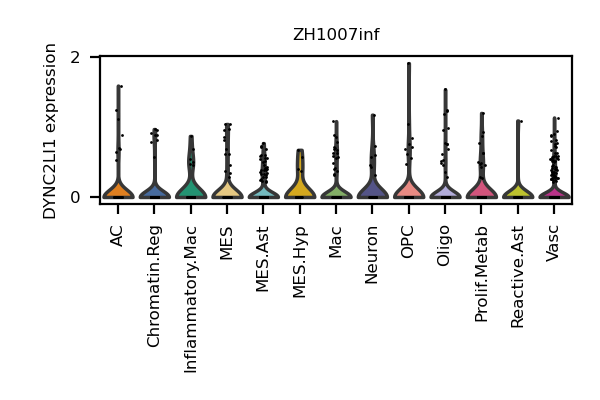 ZH1007inf
DYNC2LI1 expression
2
0
AC
Chromatin.Reg
Inflammatory.Mac
MES
MES.Ast
MES.Hyp
Mac
Neuron
OPC
Oligo
Prolif.Metab
Reactive.Ast
Vasc